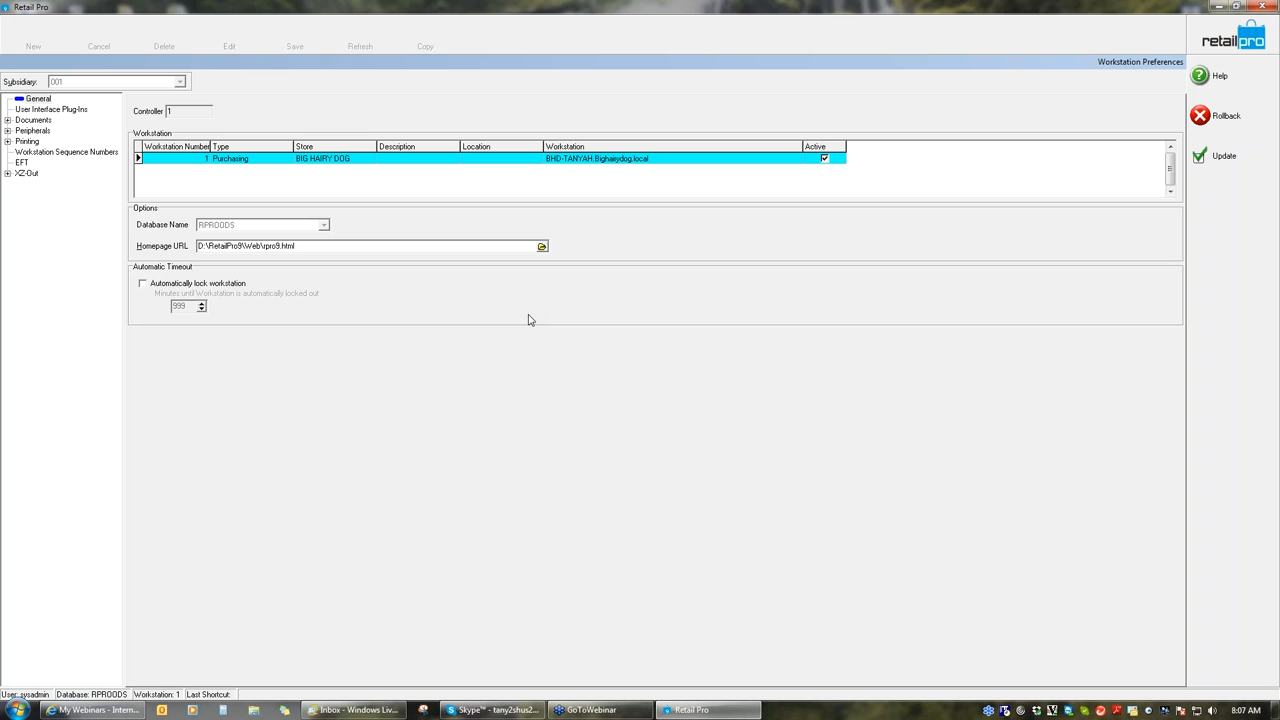 Retail Pro
New Cancel Delete Edit Save Refresh Copy
retailpro
Workstation Preferences
Subsidiary: 001
Help
Rollback
Update
General
User Interface Plug-Ins
Documents
Peripherals
Printing
Workstation Sequence Numbers
EFT
XZ-Out
Controller 1
Workstation
Workstation Number Type Store Description Location Workstation Active
1 Purchasing BIG HAIRY DOG BHD-TANYAH.Bighairydog.local
Options
Database Name RPROODS
Homepage URL D:\RetailPro9\Web\rpro9.html
Automatic Timeout
Automatically lock workstation
Minutes until Workstation is automatically locked out
999
User: sysadmin Database: RPROODS Workstation: 1 Last Shortcut:
My Webinars - Intern... Inbox - Windows Liv... Skype™ - tany2shus2... GoToWebinar Retail Pro 8:07 AM